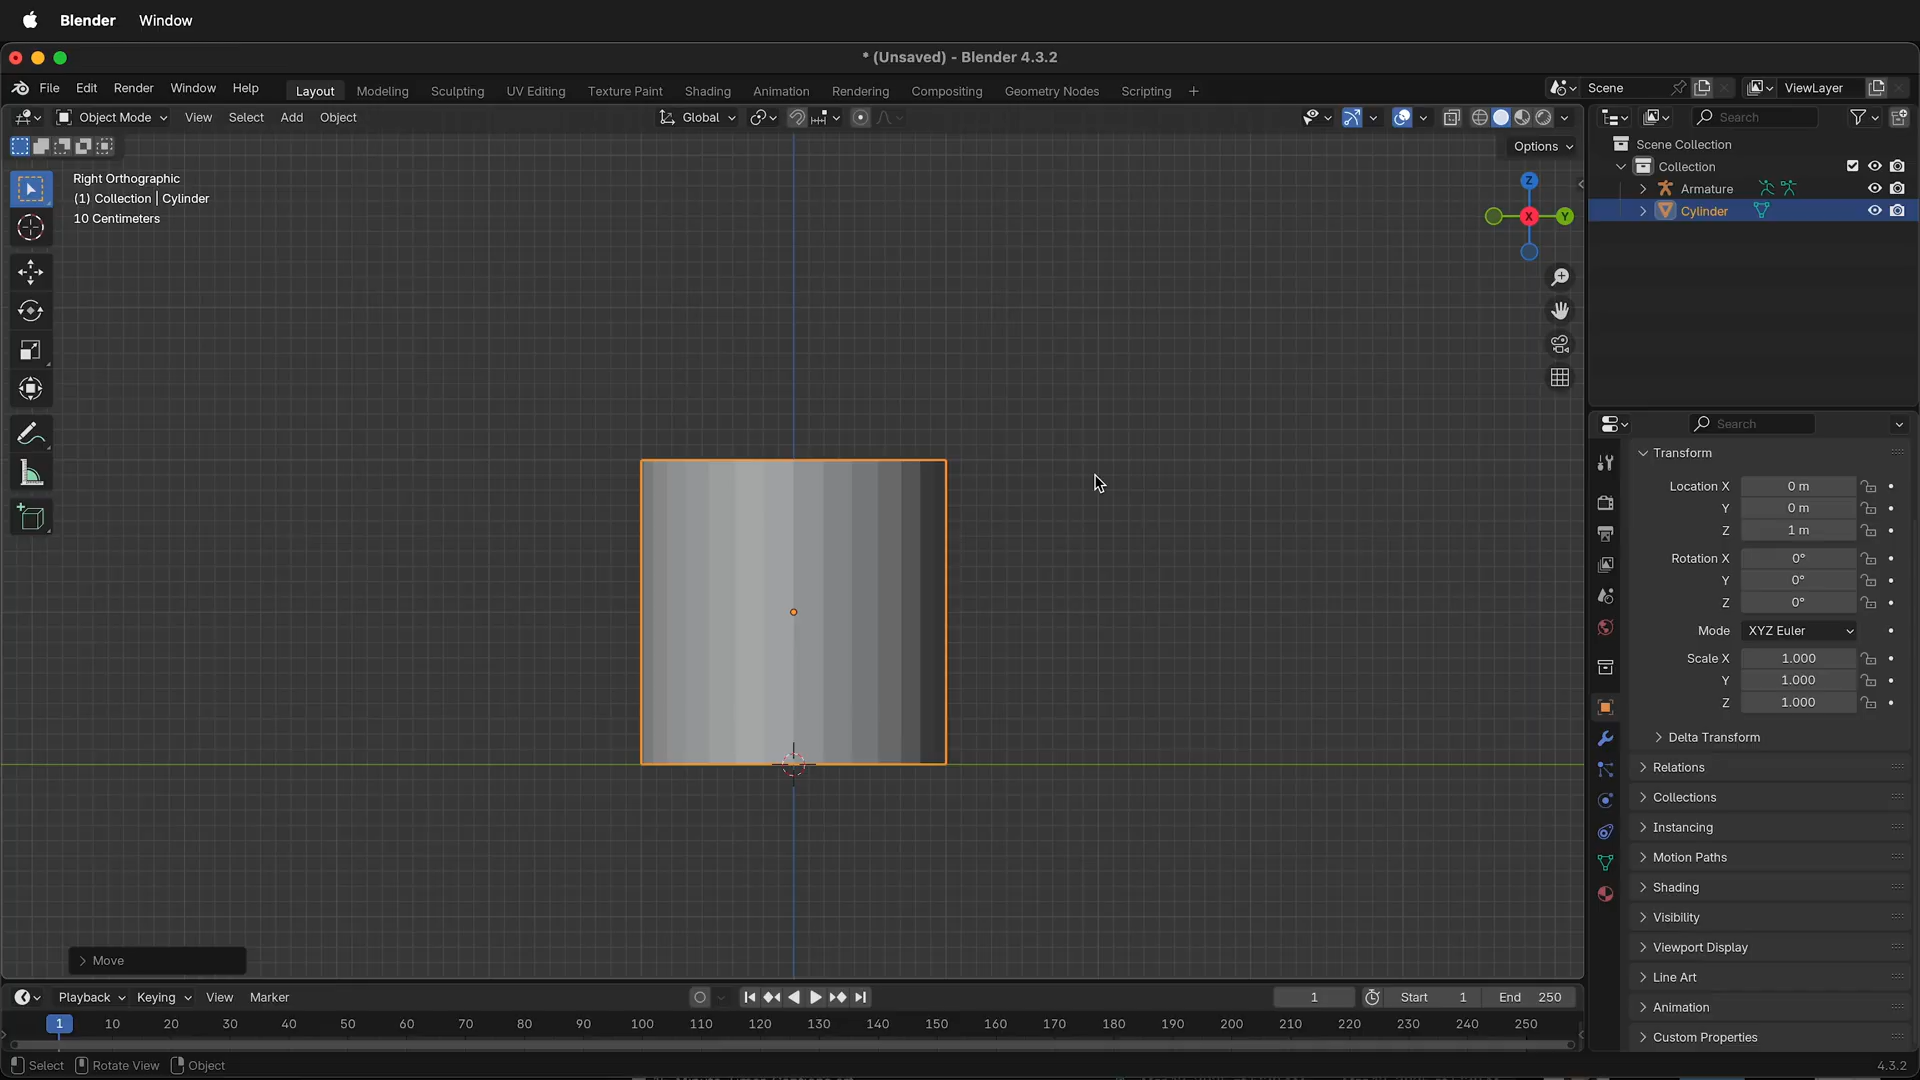 Blender Window
* (Unsaved) - Blender 4.3.2
File Edit Render Window Help Layout Modeling Sculpting UV Editing Texture Paint Shading Animation Rendering Compositing Geometry Nodes Scripting + Scene ViewLayer
Object Mode View Select Add Object Global Search
Options
Right Orthographic
(1) Collection | Cylinder
10 Centimeters
Z
X
Y
Scene Collection
Collection
Armature
Cylinder
Search
Transform
Location X 0 m
Y 0 m
Z 1 m
Rotation X 0°
Y 0°
Z 0°
Mode XYZ Euler
Scale X 1.000
Y 1.000
Z 1.000
Delta Transform
Relations
Collections
Instancing
Motion Paths
Shading
Visibility
Viewport Display
Line Art
Animation
Custom Properties
Move
Playback Keying View Marker 1 Start 1 End 250
1 10 20 30 40 50 60 70 80 90 100 110 120 130 140 150 160 170 180 190 200 210 220 230 240 250
Select Rotate View Object 4.3.2